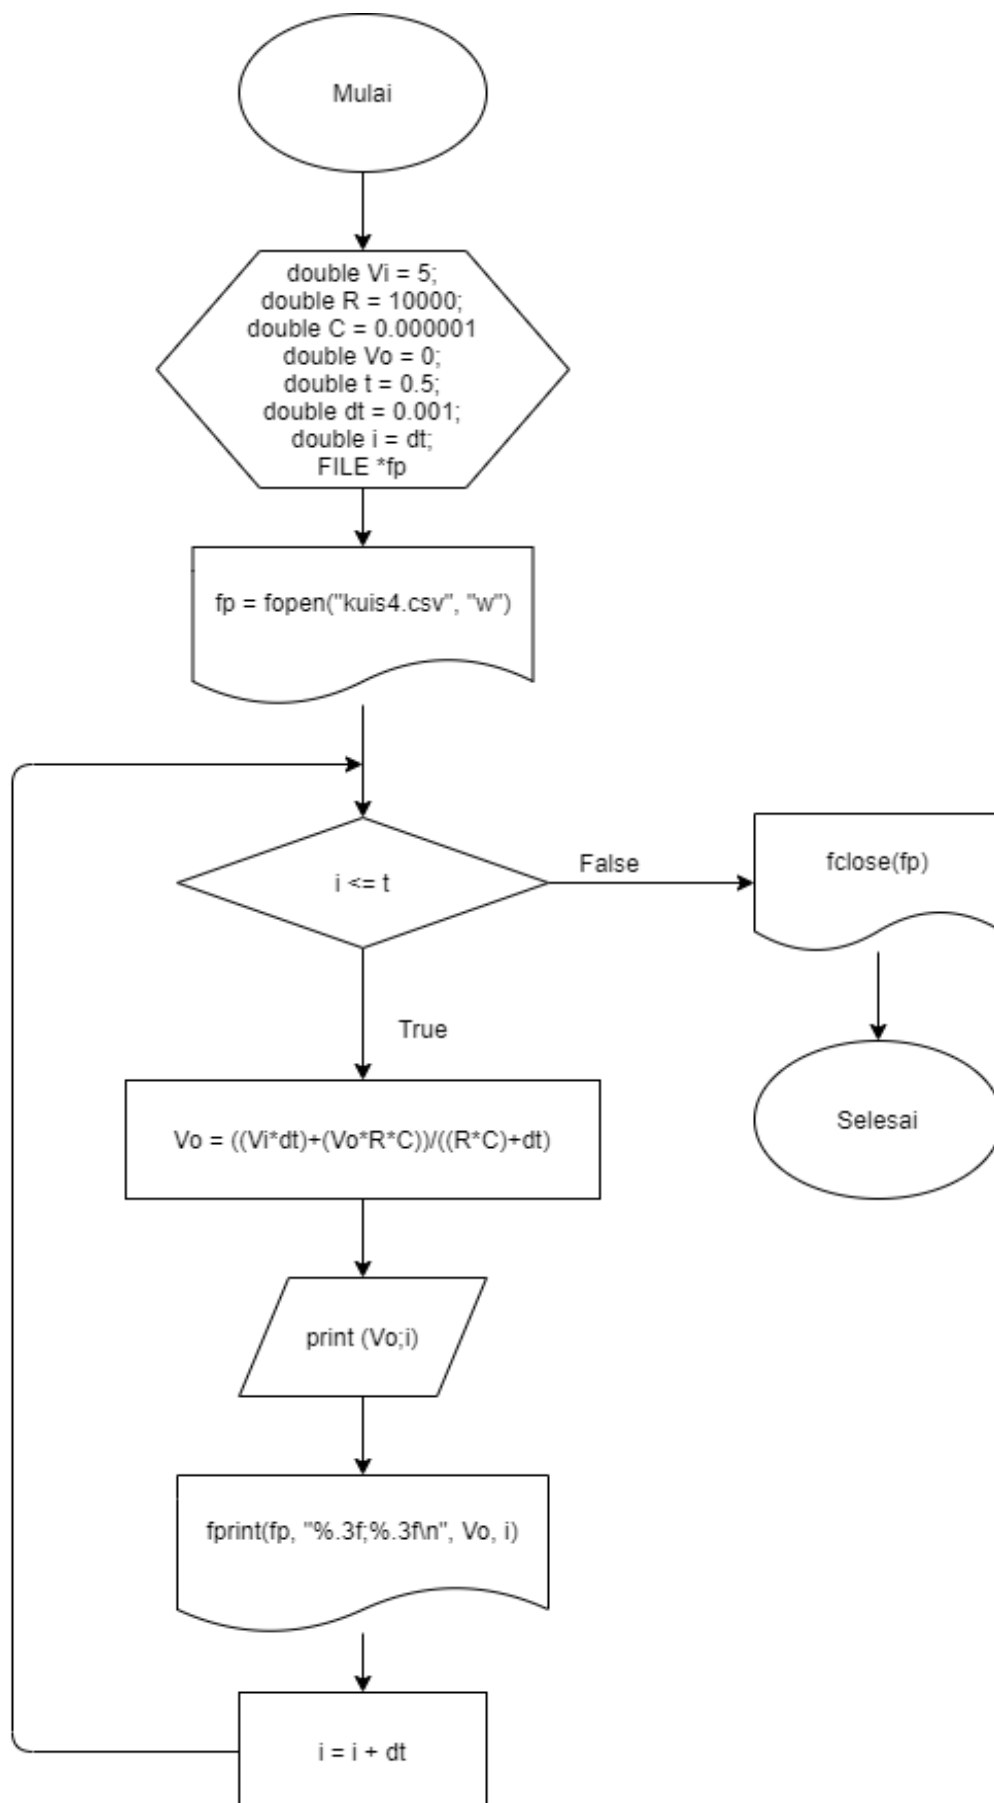 Mulai
double Vi = 5;
double R = 10000;
double C = 0.000001
double Vo = 0;
double t = 0.5;
double dt = 0.001;
double i = dt;
FILE *fp
fp = fopen("kuis4.csv", "w")
i <= t
False
fclose(fp)
True
Selesai
Vo = ((Vi*dt)+(Vo*R*C))/((R*C)+dt)
print (Vo;i)
fprint(fp, "%.3f;%.3f\n", Vo, i)
i = i + dt